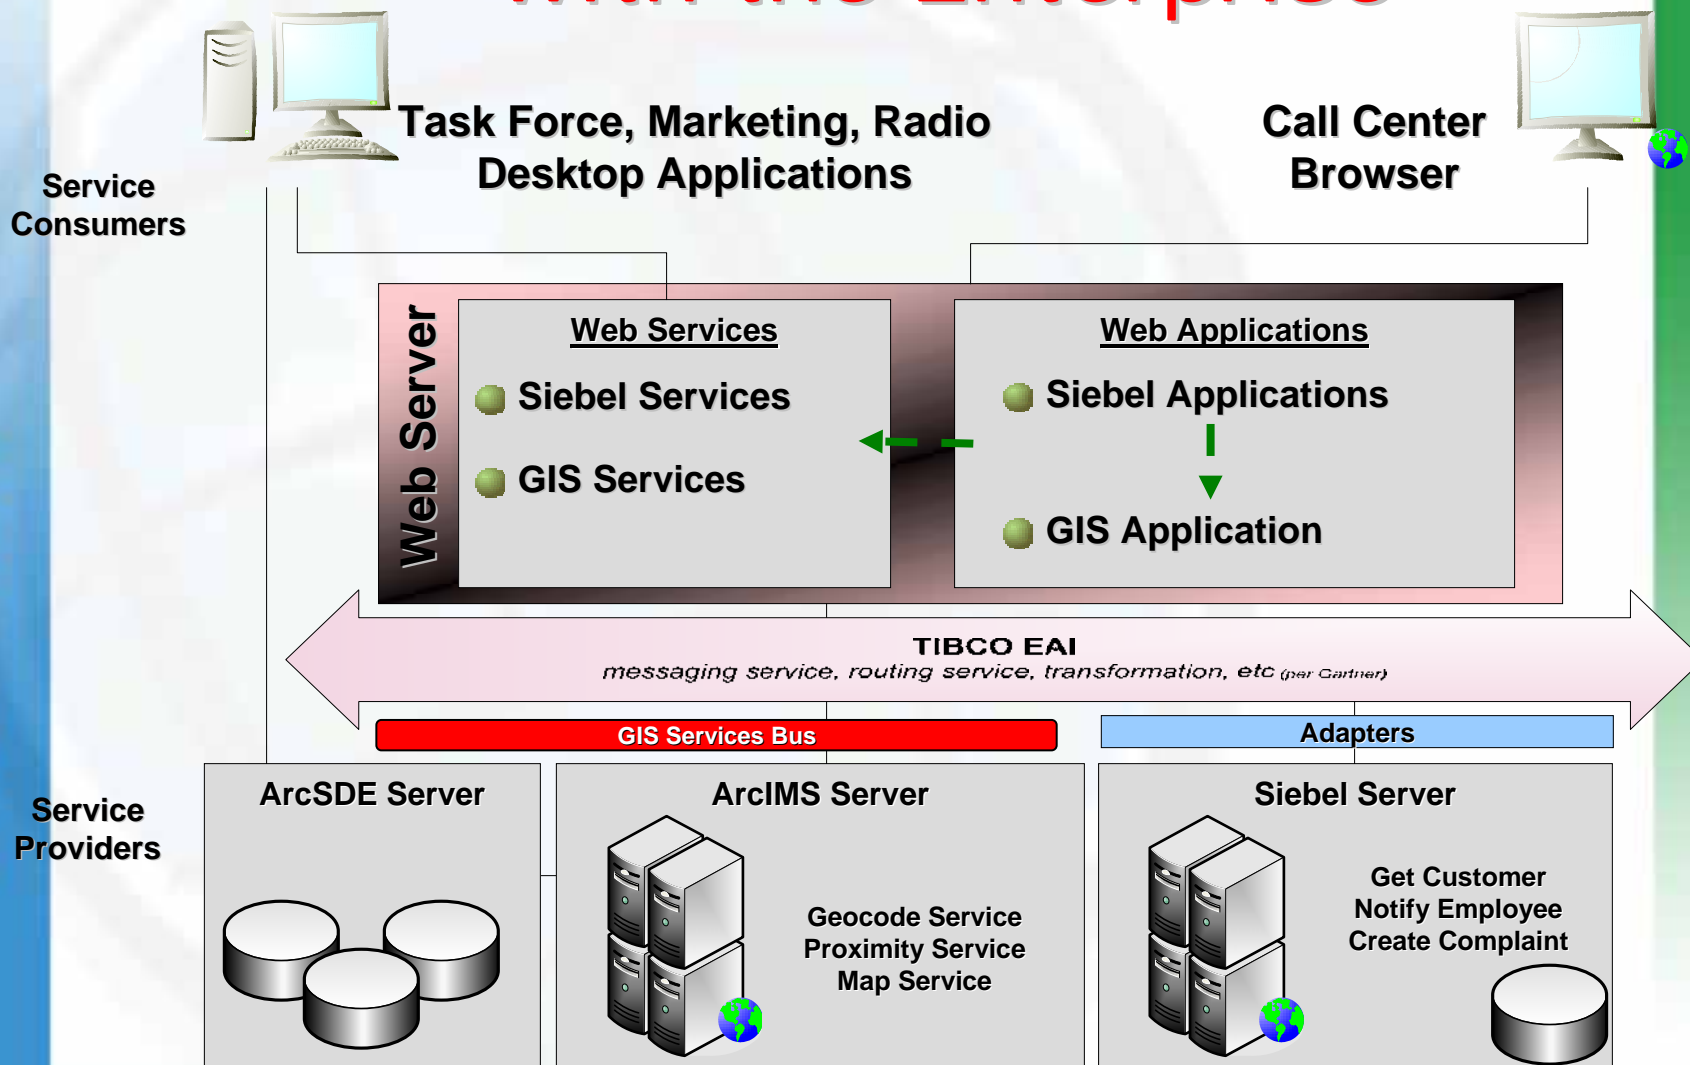 with the Enterprise
Task Force, Marketing, Radio
Desktop Applications
Call Center
Browser
Service
Consumers
Web Server
Web Services
Siebel Services
GIS Services
Web Applications
Siebel Applications
GIS Application
TIBCO EAI
messaging service, routing service, transformation, etc (per Gartner)
GIS Services Bus
Adapters
Service
Providers
ArcSDE Server
ArcIMS Server
Geocode Service
Proximity Service
Map Service
Siebel Server
Get Customer
Notify Employee
Create Complaint